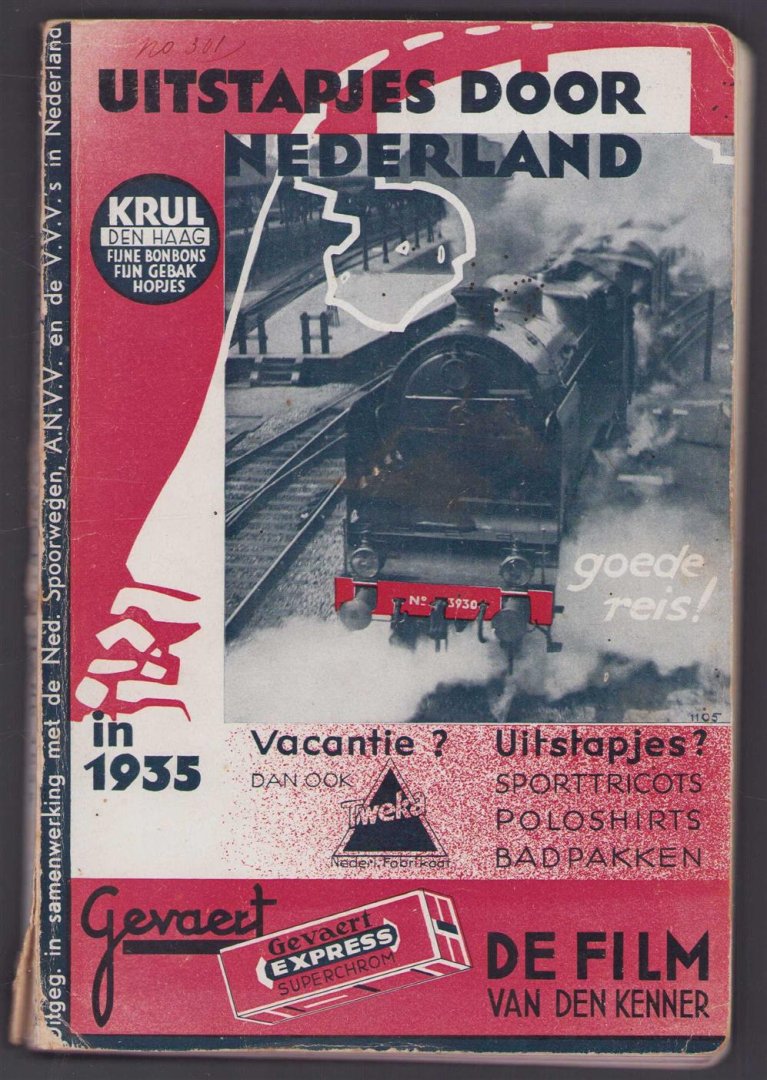 no 301
UITSTAPJES DOOR
NEDERLAND
KRUL
DEN HAAG
FIJNE BONBONS
FIJN GEBAK
HOPJES
Uitgeg. in samenwerking met de Ned. Spoorwegen, A.N.V.V. en de V.V.V.'s in Nederland
goede
reis!
No 3930
1105
in
1935
Vacantie?
DAN OOK
Tweka
Nederl. Fabrikaat
Uitstapjes?
SPORTTRICOTS
POLOSHIRTS
BADPAKKEN
Gevaert
Gevaert
EXPRESS
SUPERCHROM
DE FILM
VAN DEN KENNER